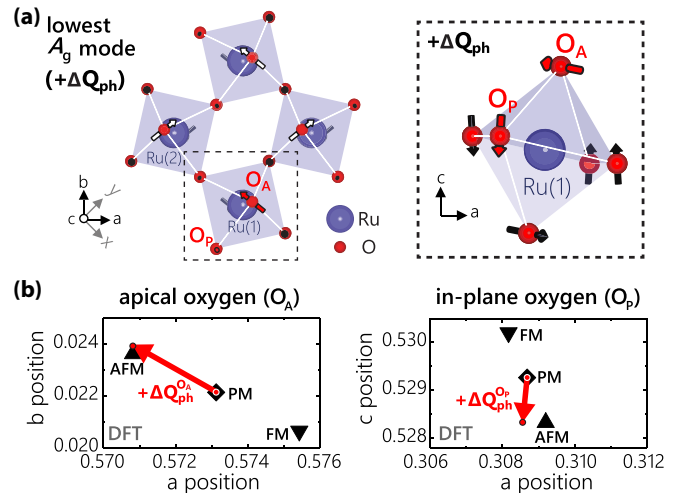 (a) lowest
A_g mode
(+ΔQ_ph)
Ru(2)
b
y
c
a
x
O_A
Ru(1)
O_P
Ru
O
+ΔQ_ph
O_A
O_P
Ru(1)
c
a
(b)
apical oxygen (O_A)
b position
0.024
0.022
0.020
AFM
+ΔQ_ph^O_A
PM
FM
DFT
0.570 0.572 0.574 0.576
a position
in-plane oxygen (O_P)
c position
0.530
0.529
0.528
FM
PM
+ΔQ_ph^O_P
AFM
DFT
0.306 0.308 0.310 0.312
a position